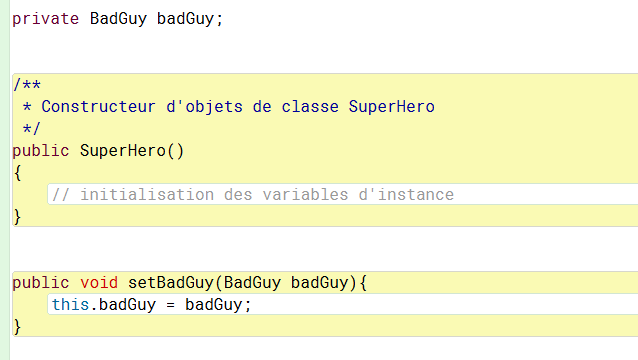 private BadGuy badGuy;
/**
 * Constructeur d'objets de classe SuperHero
 */
public SuperHero()
{
    // initialisation des variables d'instance
}
public void setBadGuy(BadGuy badGuy){
    this.badGuy = badGuy;
}